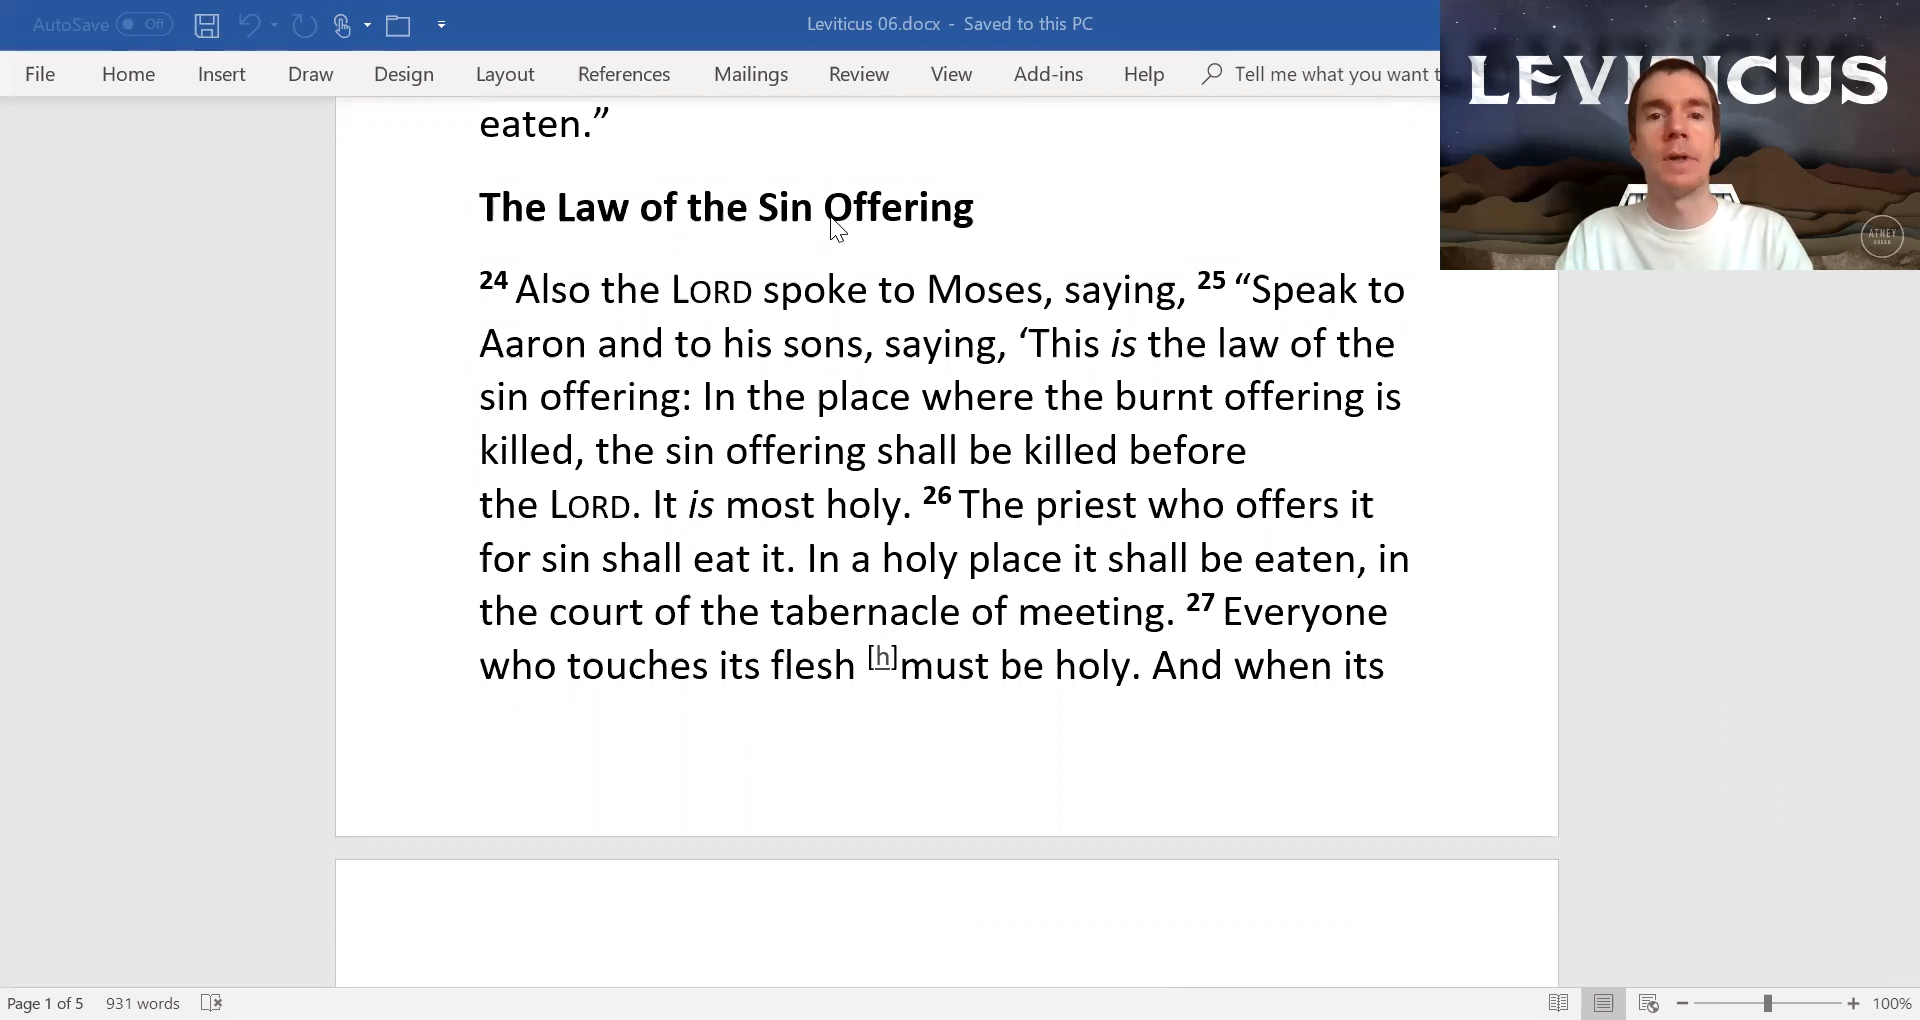 AutoSave Off
Leviticus 06.docx - Saved to this PC
File Home Insert Draw Design Layout References Mailings Review View Add-ins Help Tell me what you want t
LEVITICUS
ATHEY
CREEK
eaten.”
The Law of the Sin Offering
24 Also the LORD spoke to Moses, saying, 25 “Speak to
Aaron and to his sons, saying, ‘This is the law of the
sin offering: In the place where the burnt offering is
killed, the sin offering shall be killed before
the LORD. It is most holy. 26 The priest who offers it
for sin shall eat it. In a holy place it shall be eaten, in
the court of the tabernacle of meeting. 27 Everyone
who touches its flesh [h]must be holy. And when its
Page 1 of 5 931 words
100%